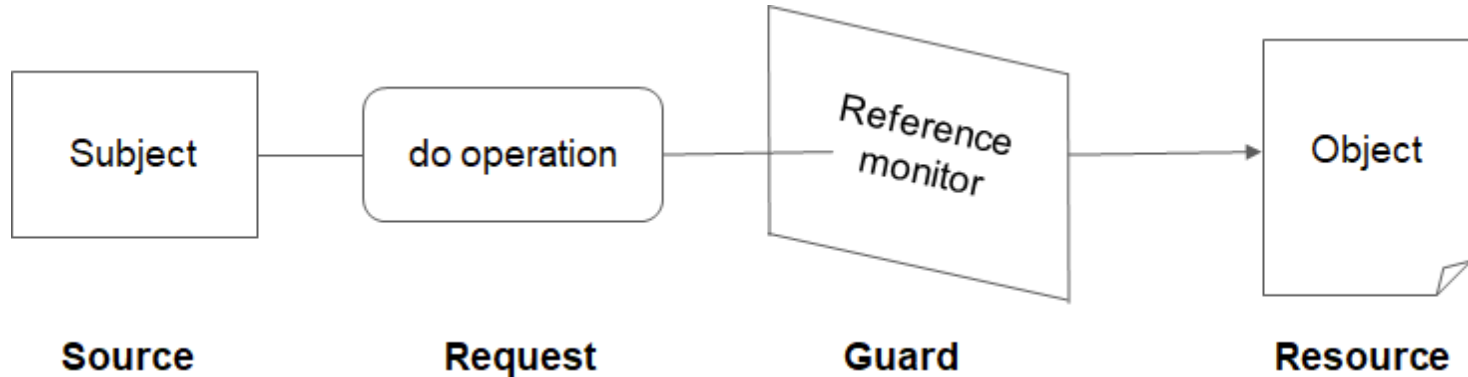 Subject
do operation
Reference
monitor
Object
Source
Request
Guard
Resource